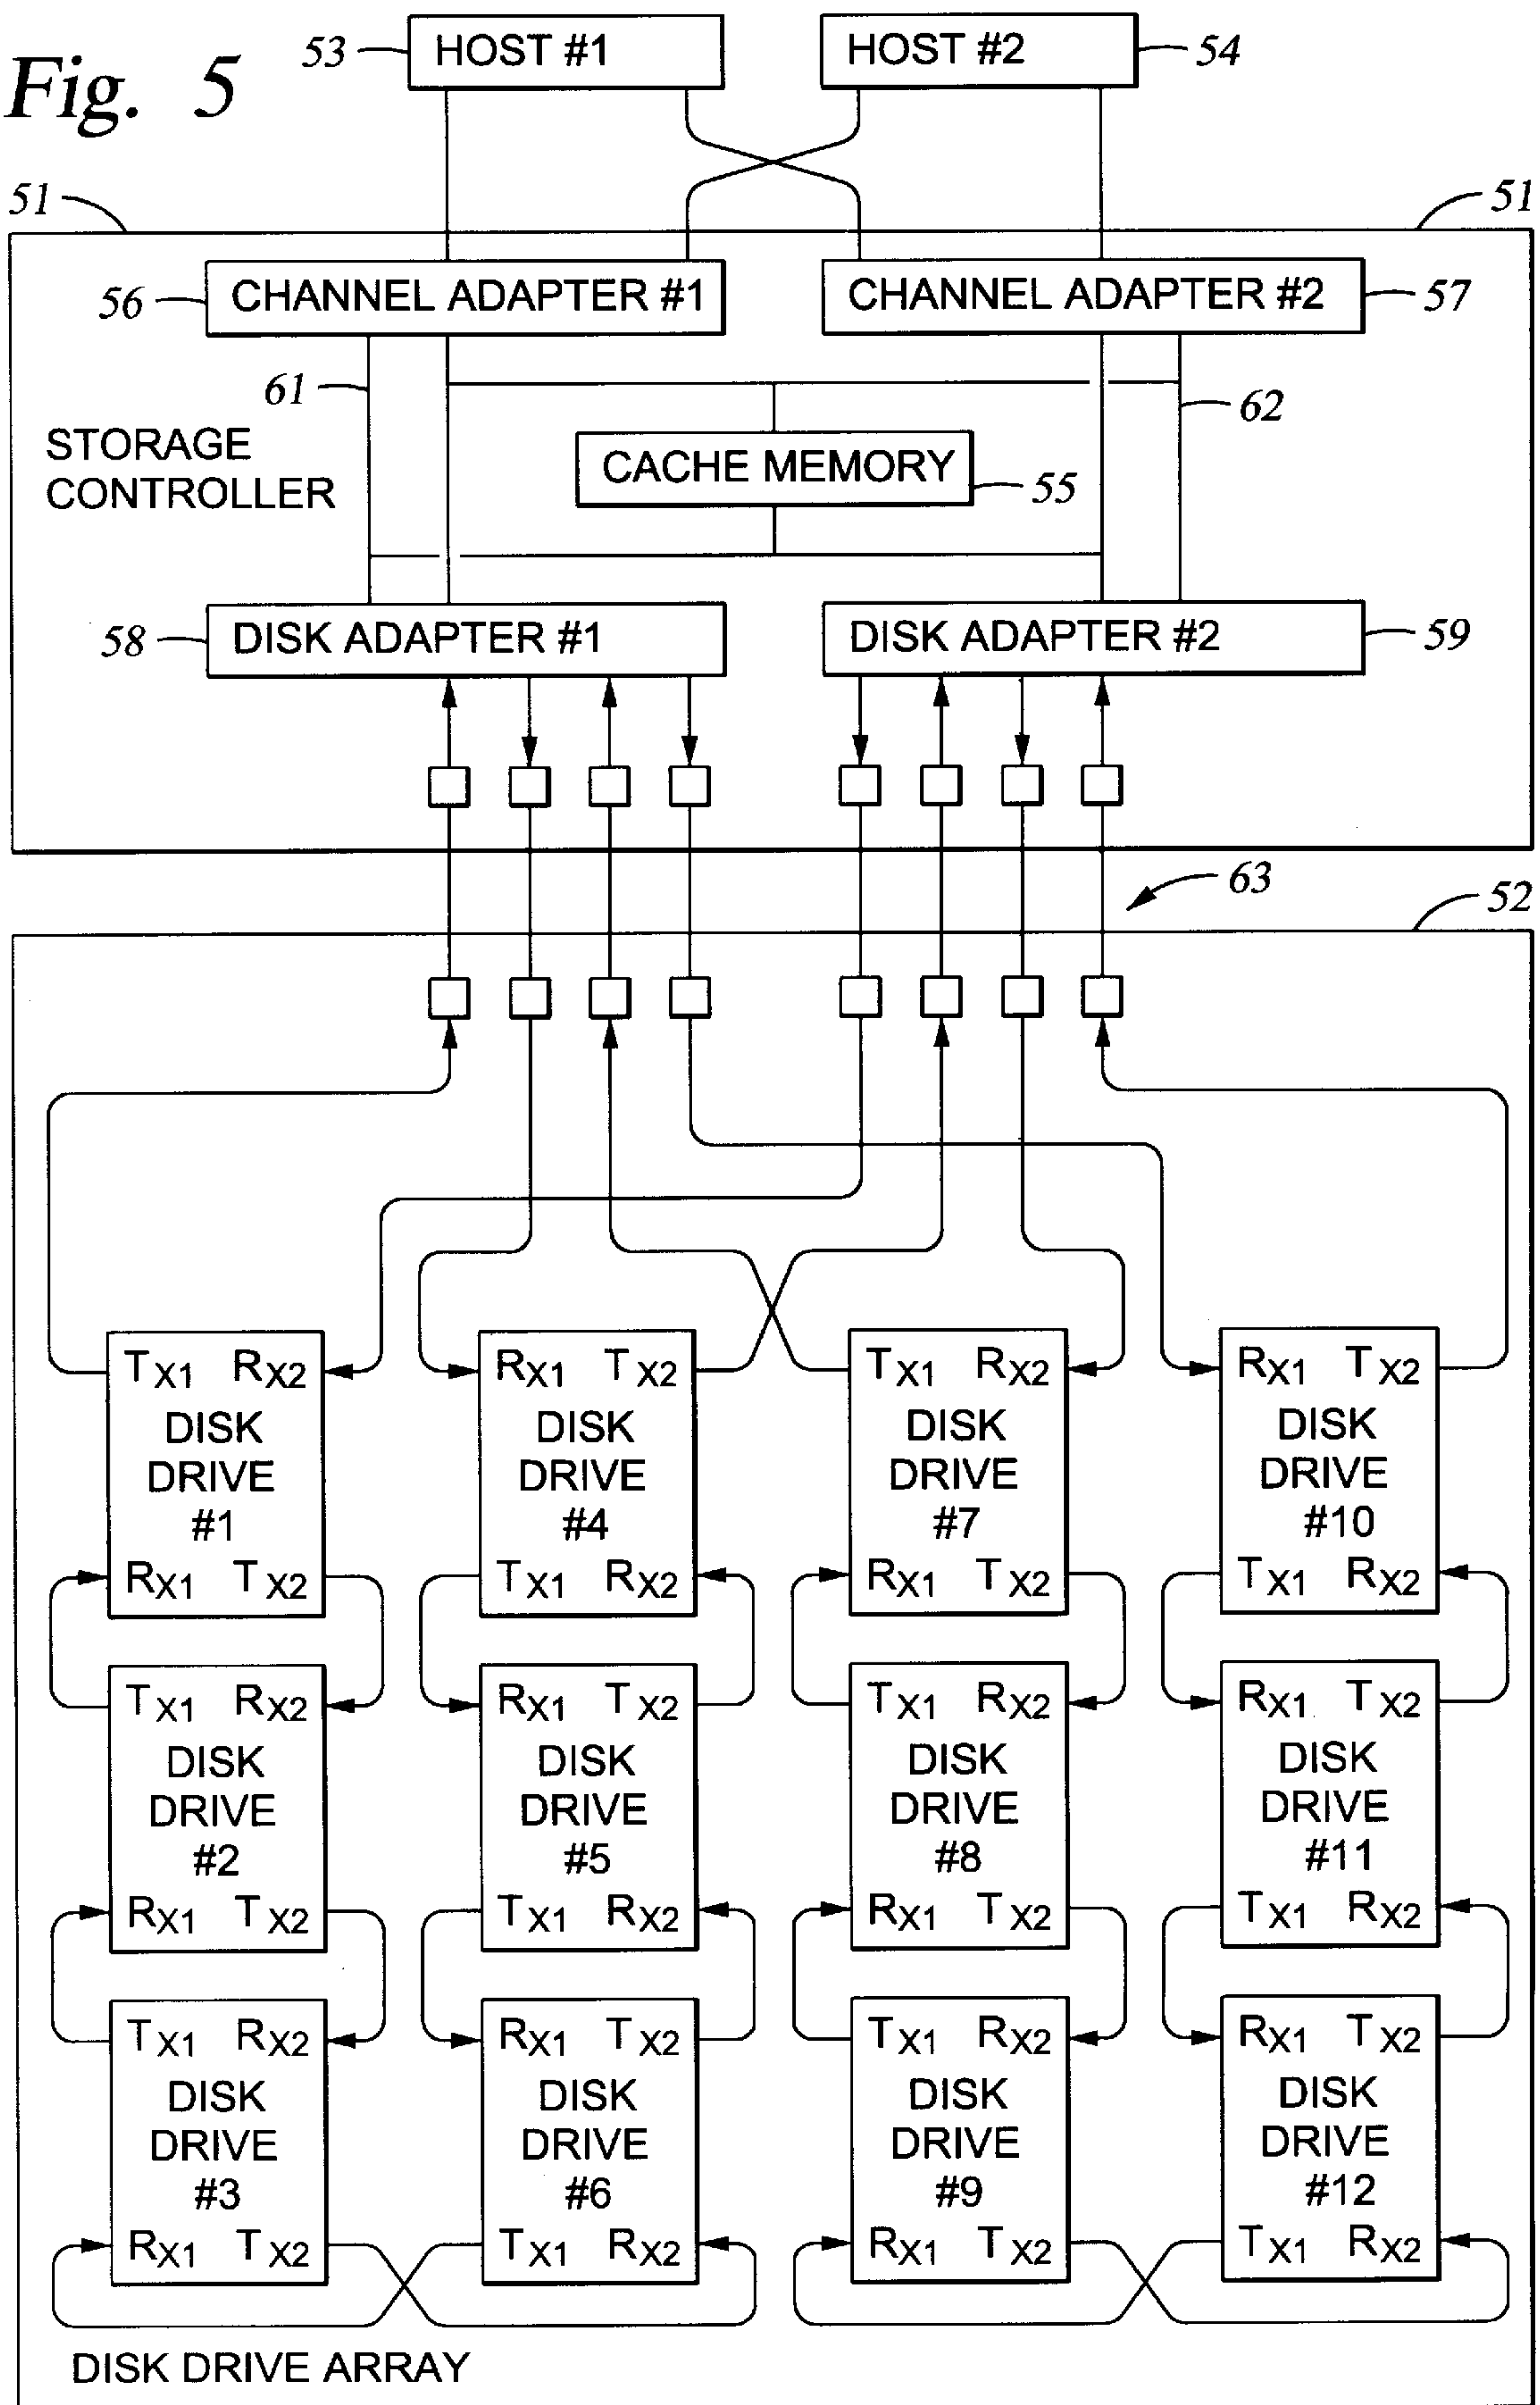 Fig. 5
53 HOST #1 HOST #2 54
51 51
56 CHANNEL ADAPTER #1 CHANNEL ADAPTER #2 57
61 62
STORAGE
CONTROLLER
CACHE MEMORY 55
58 DISK ADAPTER #1 DISK ADAPTER #2 59
63
52
TX1 RX2 RX1 TX2 TX1 RX2 RX1 TX2
DISK DISK DISK DISK
DRIVE DRIVE DRIVE DRIVE
#1 #4 #7 #10
RX1 TX2 TX1 RX2 RX1 TX2 TX1 RX2
TX1 RX2 RX1 TX2 TX1 RX2 RX1 TX2
DISK DISK DISK DISK
DRIVE DRIVE DRIVE DRIVE
#2 #5 #8 #11
RX1 TX2 TX1 RX2 RX1 TX2 TX1 RX2
TX1 RX2 RX1 TX2 TX1 RX2 RX1 TX2
DISK DISK DISK DISK
DRIVE DRIVE DRIVE DRIVE
#3 #6 #9 #12
RX1 TX2 TX1 RX2 RX1 TX2 TX1 RX2
DISK DRIVE ARRAY